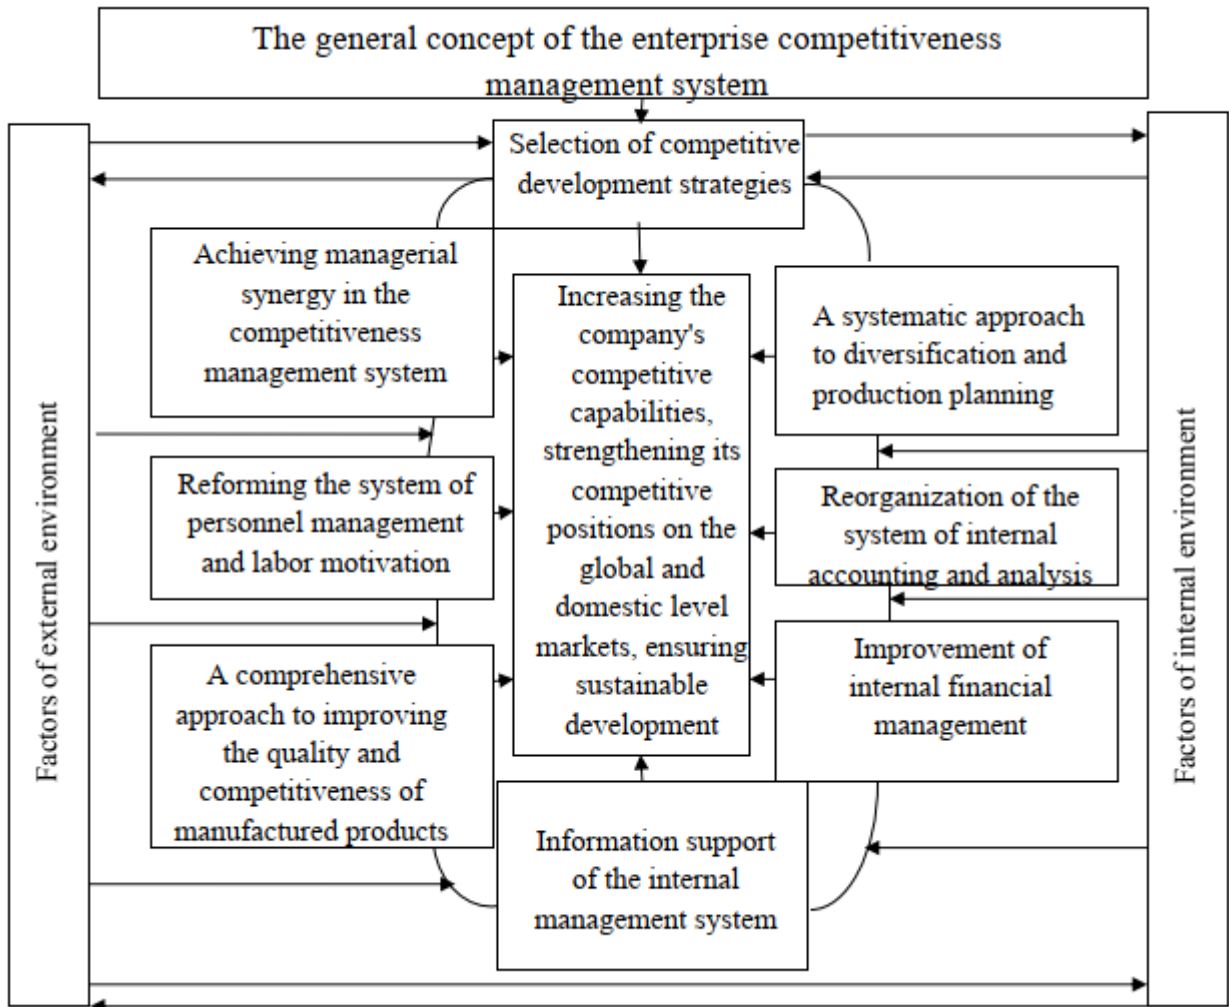 The general concept of the enterprise competitiveness
management system
Factors of external environment
Selection of competitive
development strategies
Achieving managerial
synergy in the
competitiveness
management system
Reforming the system of
personnel management
and labor motivation
A comprehensive
approach to improving
the quality and
competitiveness of
manufactured products
Increasing the
company's
competitive
capabilities,
strengthening its
competitive
positions on the
global and
domestic level
markets, ensuring
sustainable
development
Information support
of the internal
management system
A systematic approach
to diversification and
production planning
Reorganization of the
system of internal
accounting and analysis
Improvement of
internal financial
management
Factors of internal environment